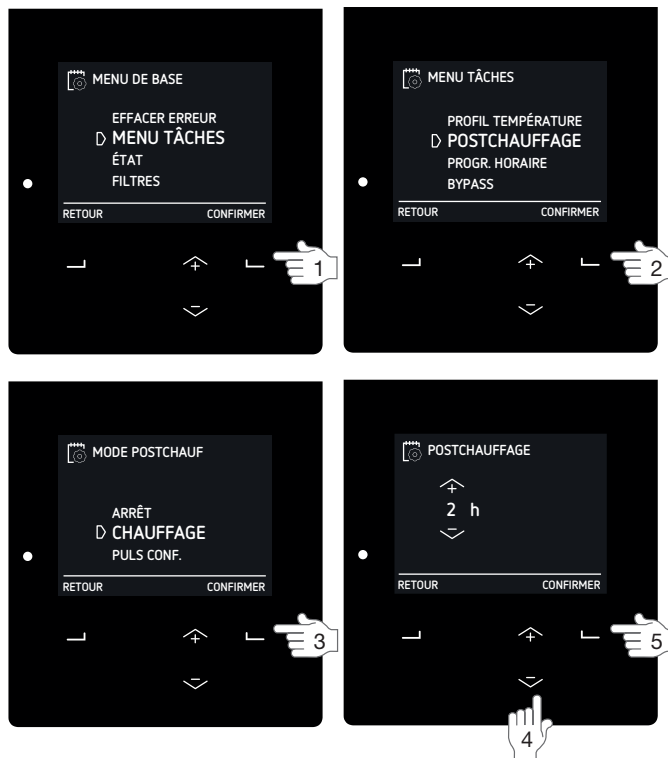 MENU DE BASE
EFFACER ERREUR
MENU TÂCHES
ÉTAT
FILTRES
RETOUR CONFIRMER
1
MENU TÂCHES
PROFIL TEMPÉRATURE
POSTCHAUFFAGE
PROGR. HORAIRE
BYPASS
RETOUR CONFIRMER
2
MODE POSTCHAUF
ARRÊT
CHAUFFAGE
PULS CONF.
RETOUR CONFIRMER
3
POSTCHAUFFAGE
2 h
RETOUR CONFIRMER
5
4